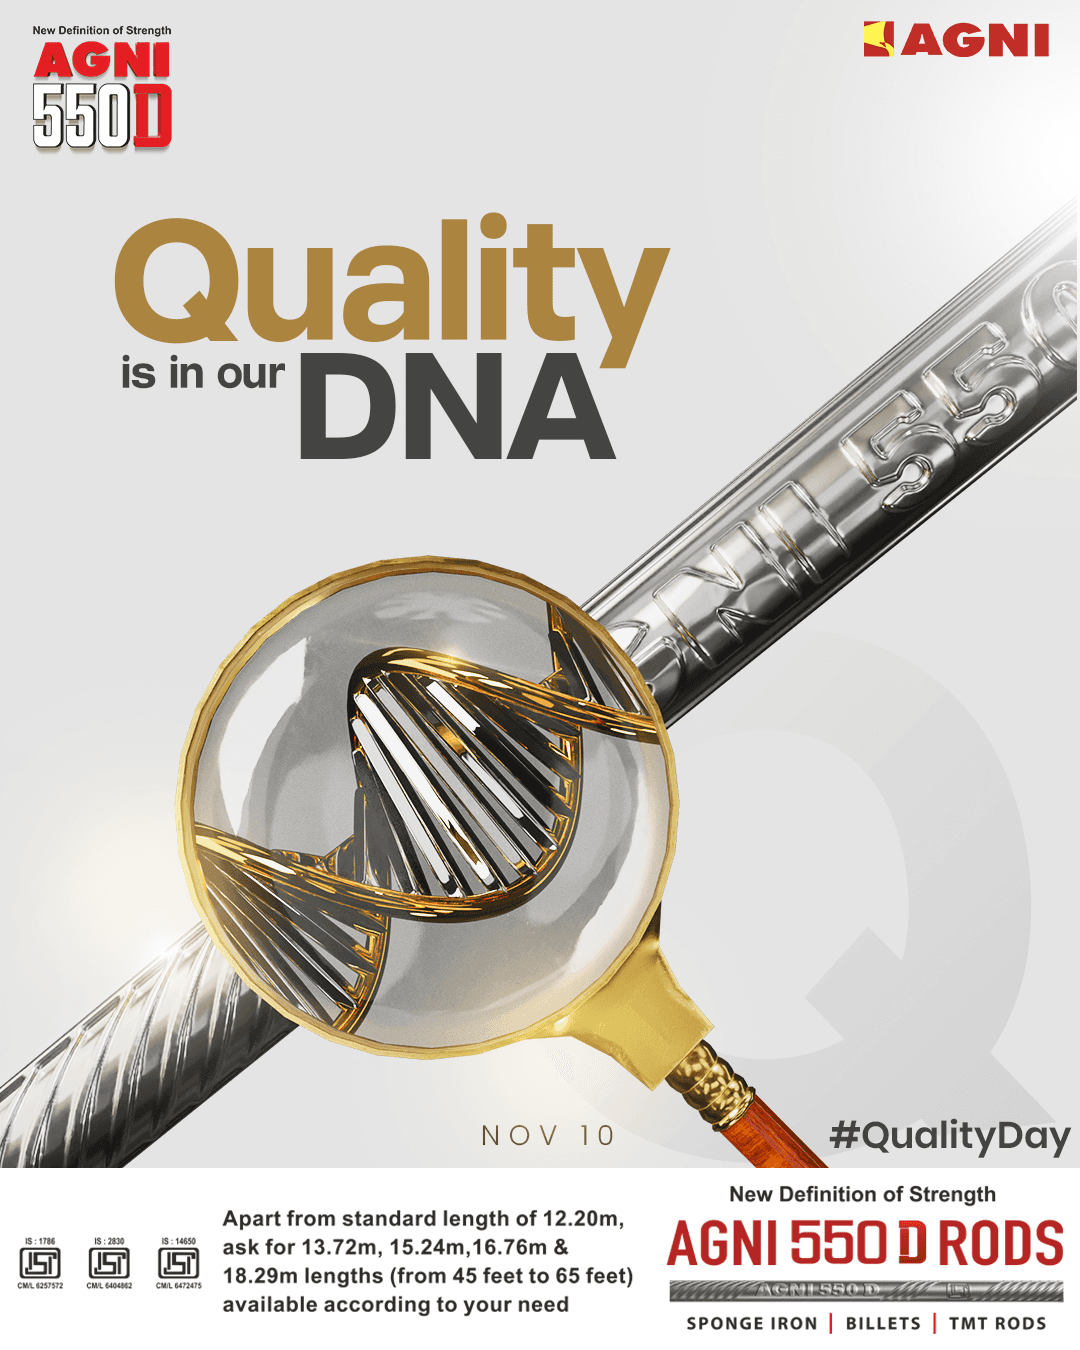 New Definition of Strength
AGNI
550D
AGNI
Quality
is in our DNA
NOV 10
#QualityDay
IS : 1786
CM/L 6257572
IS : 2830
CM/L 6404862
IS : 14650
CM/L 6472475
Apart from standard length of 12.20m,
ask for 13.72m, 15.24m,16.76m &
18.29m lengths (from 45 feet to 65 feet)
available according to your need
New Definition of Strength
AGNI 550 D RODS
AGNI 550 D
SPONGE IRON | BILLETS | TMT RODS